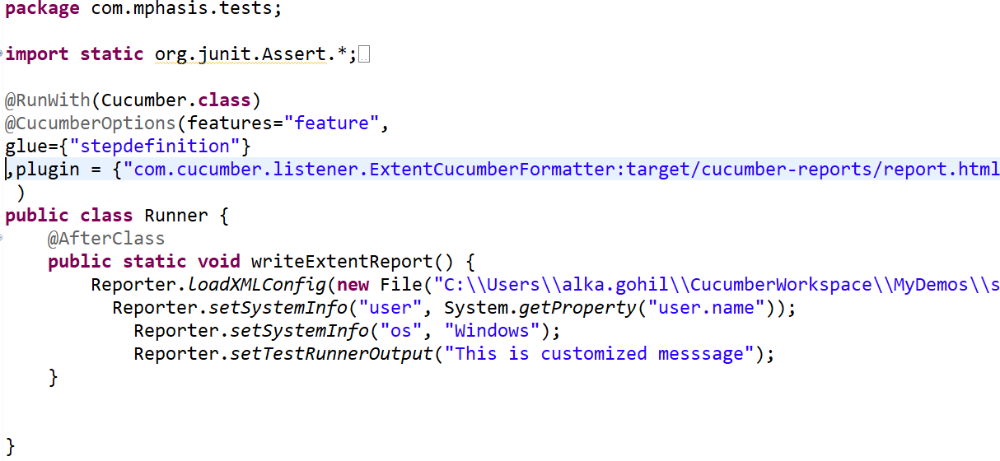 package com.mphasis.tests;
import static org.junit.Assert.*;
@RunWith(Cucumber.class)
@CucumberOptions(features="feature",
glue={"stepdefinition"}
,plugin = {"com.cucumber.listener.ExtentCucumberFormatter:target/cucumber-reports/report.html
)
public class Runner {
@AfterClass
public static void writeExtentReport() {
Reporter.loadXMLConfig(new File("C:\\Users\\alka.gohil\\CucumberWorkspace\\MyDemos\\s
Reporter.setSystemInfo("user", System.getProperty("user.name"));
Reporter.setSystemInfo("os", "Windows");
Reporter.setTestRunnerOutput("This is customized messsage");
}
}